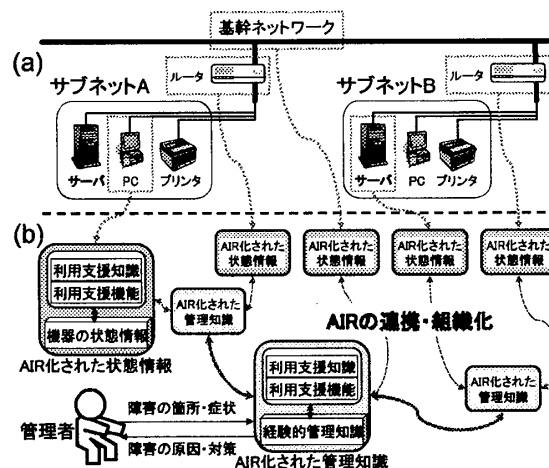 基幹ネットワーク
(a)
ルータ
ルータ
サブネットA
サブネットB
サーバ
PC
プリンタ
サーバ
PC
プリンタ
(b)
AIR化された
状態情報
AIR化された
状態情報
AIR化された
状態情報
AIR化された
状態情報
利用支援知識
利用支援機能
機器の状態情報
AIR化された状態情報
AIR化された
管理知識
AIRの連携・組織化
利用支援知識
利用支援機能
経験的管理知識
AIR化された管理知識
AIR化された
管理知識
管理者
障害の箇所・症状
障害の原因・対策